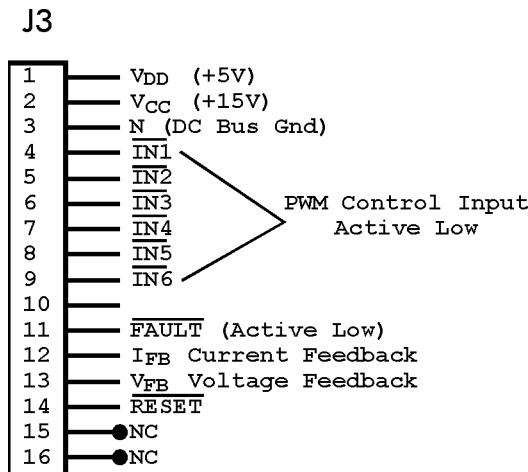 J3
1 VDD (+5V)
2 VCC (+15V)
3 N (DC Bus Gnd)
4 IN1
5 IN2
6 IN3
7 IN4
8 IN5
9 IN6
PWM Control Input
Active Low
10
11 FAULT (Active Low)
12 IFB Current Feedback
13 VFB Voltage Feedback
14 RESET
15 NC
16 NC